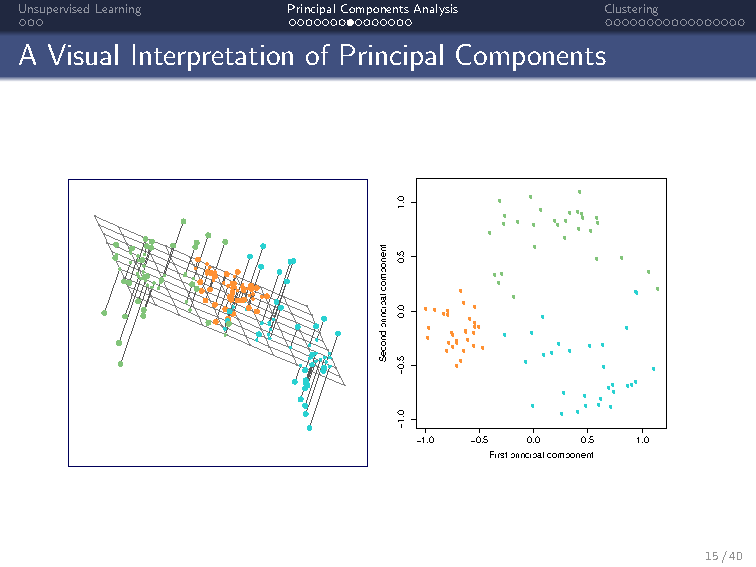 Unsupervised Learning Principal Components Analysis Clustering
A Visual Interpretation of Principal Components
1.0
0.5
0.0
−0.5
−1.0
Second principal component
−1.0 −0.5 0.0 0.5 1.0
First principal component
15 / 40